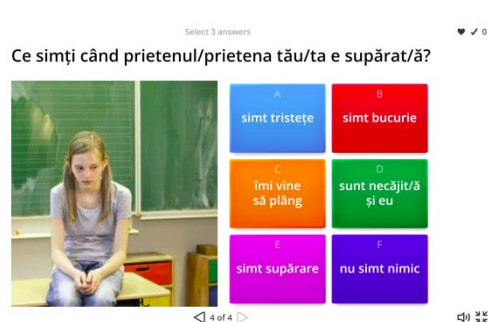 Select 3 answers
0
Ce simți când prietenul/prietena tău/ta e supărat/ă?
A
simt tristețe
B
simt bucurie
C
îmi vine
să plâng
D
sunt necăjit/ă
și eu
E
simt supărare
F
nu simt nimic
4 of 4